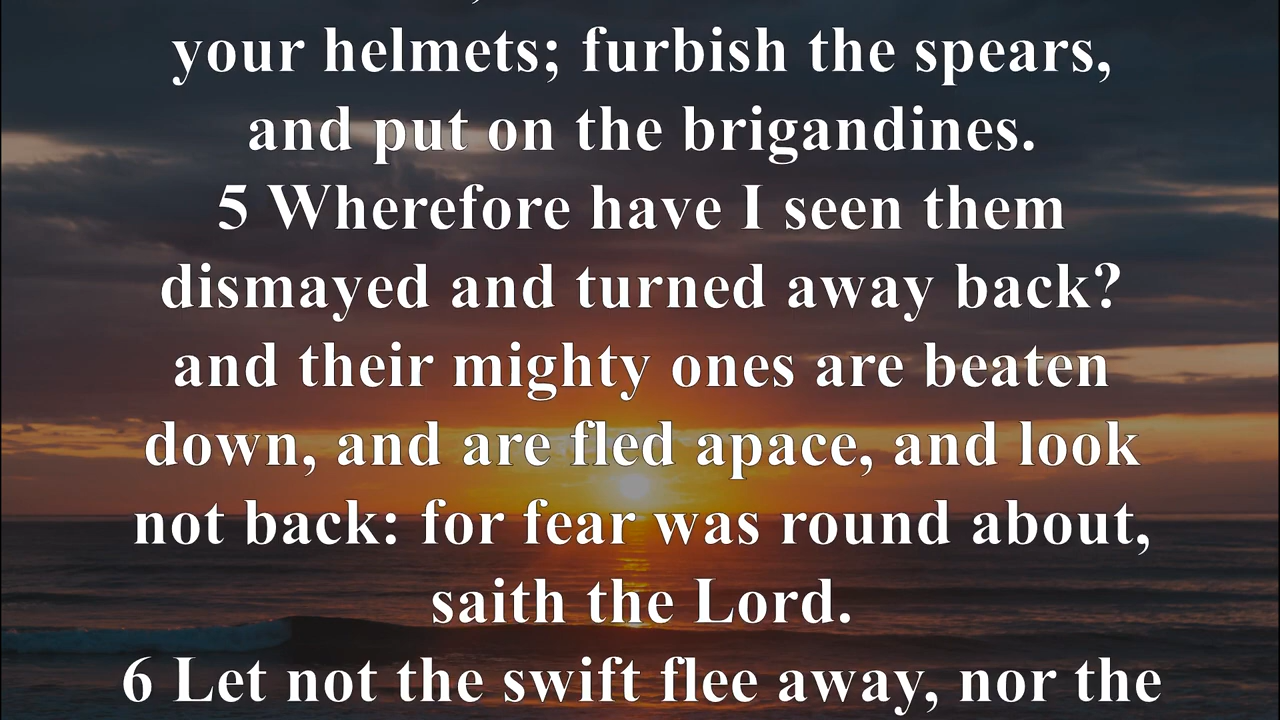 your helmets; furbish the spears,
and put on the brigandines.
5 Wherefore have I seen them
dismayed and turned away back?
and their mighty ones are beaten
down, and are fled apace, and look
not back: for fear was round about,
saith the Lord.
6 Let not the swift flee away, nor the